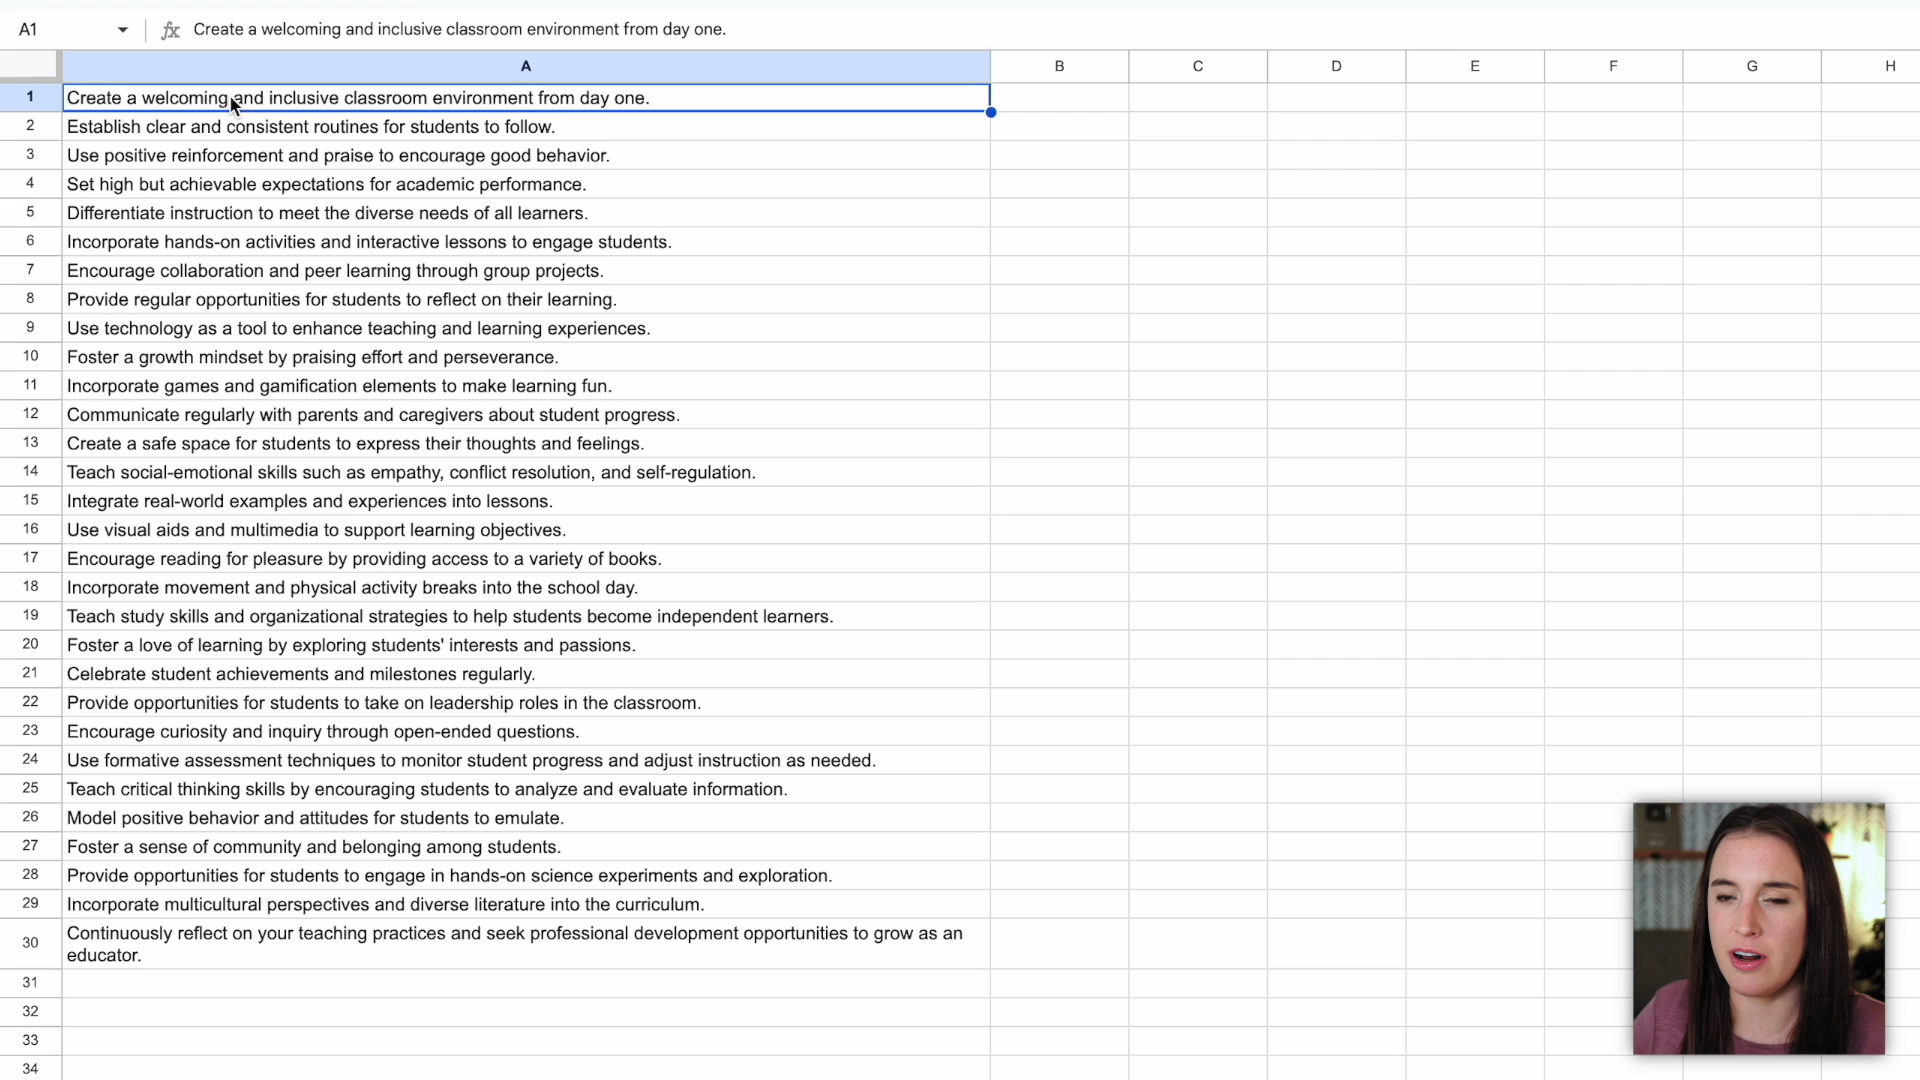 A1 fx Create a welcoming and inclusive classroom environment from day one.
A B C D E F G H
1 Create a welcoming and inclusive classroom environment from day one.
2 Establish clear and consistent routines for students to follow.
3 Use positive reinforcement and praise to encourage good behavior.
4 Set high but achievable expectations for academic performance.
5 Differentiate instruction to meet the diverse needs of all learners.
6 Incorporate hands-on activities and interactive lessons to engage students.
7 Encourage collaboration and peer learning through group projects.
8 Provide regular opportunities for students to reflect on their learning.
9 Use technology as a tool to enhance teaching and learning experiences.
10 Foster a growth mindset by praising effort and perseverance.
11 Incorporate games and gamification elements to make learning fun.
12 Communicate regularly with parents and caregivers about student progress.
13 Create a safe space for students to express their thoughts and feelings.
14 Teach social-emotional skills such as empathy, conflict resolution, and self-regulation.
15 Integrate real-world examples and experiences into lessons.
16 Use visual aids and multimedia to support learning objectives.
17 Encourage reading for pleasure by providing access to a variety of books.
18 Incorporate movement and physical activity breaks into the school day.
19 Teach study skills and organizational strategies to help students become independent learners.
20 Foster a love of learning by exploring students' interests and passions.
21 Celebrate student achievements and milestones regularly.
22 Provide opportunities for students to take on leadership roles in the classroom.
23 Encourage curiosity and inquiry through open-ended questions.
24 Use formative assessment techniques to monitor student progress and adjust instruction as needed.
25 Teach critical thinking skills by encouraging students to analyze and evaluate information.
26 Model positive behavior and attitudes for students to emulate.
27 Foster a sense of community and belonging among students.
28 Provide opportunities for students to engage in hands-on science experiments and exploration.
29 Incorporate multicultural perspectives and diverse literature into the curriculum.
30 Continuously reflect on your teaching practices and seek professional development opportunities to grow as an
educator.
31
32
33
34